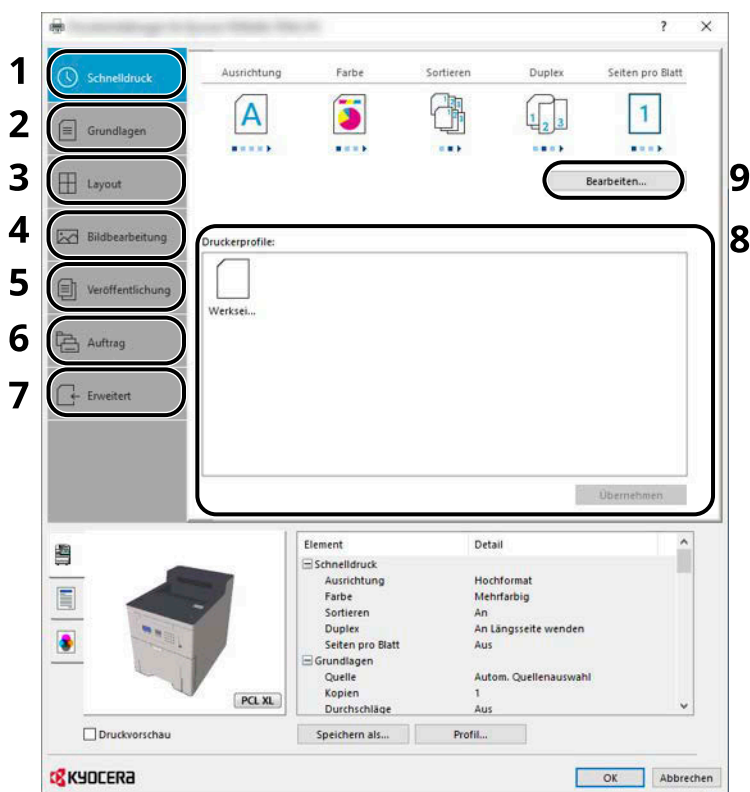 ? ×
1 Schnelldruck
2 Grundlagen
3 Layout
4 Bildbearbeitung
5 Veröffentlichung
6 Auftrag
7 Erweitert
Ausrichtung Farbe Sortieren Duplex Seiten pro Blatt
A 1 2 3 1 2 3 1
Bearbeiten... 9
8
Druckerprofile:
Werksei...
Übernehmen
PCL XL
Druckvorschau
Element Detail
Schnelldruck
Ausrichtung Hochformat
Farbe Mehrfarbig
Sortieren An
Duplex An Längsseite wenden
Seiten pro Blatt Aus
Grundlagen
Quelle Autom. Quellenauswahl
Kopien 1
Durchschläge Aus
Speichern als... Profil...
KYOCERA
OK Abbrechen